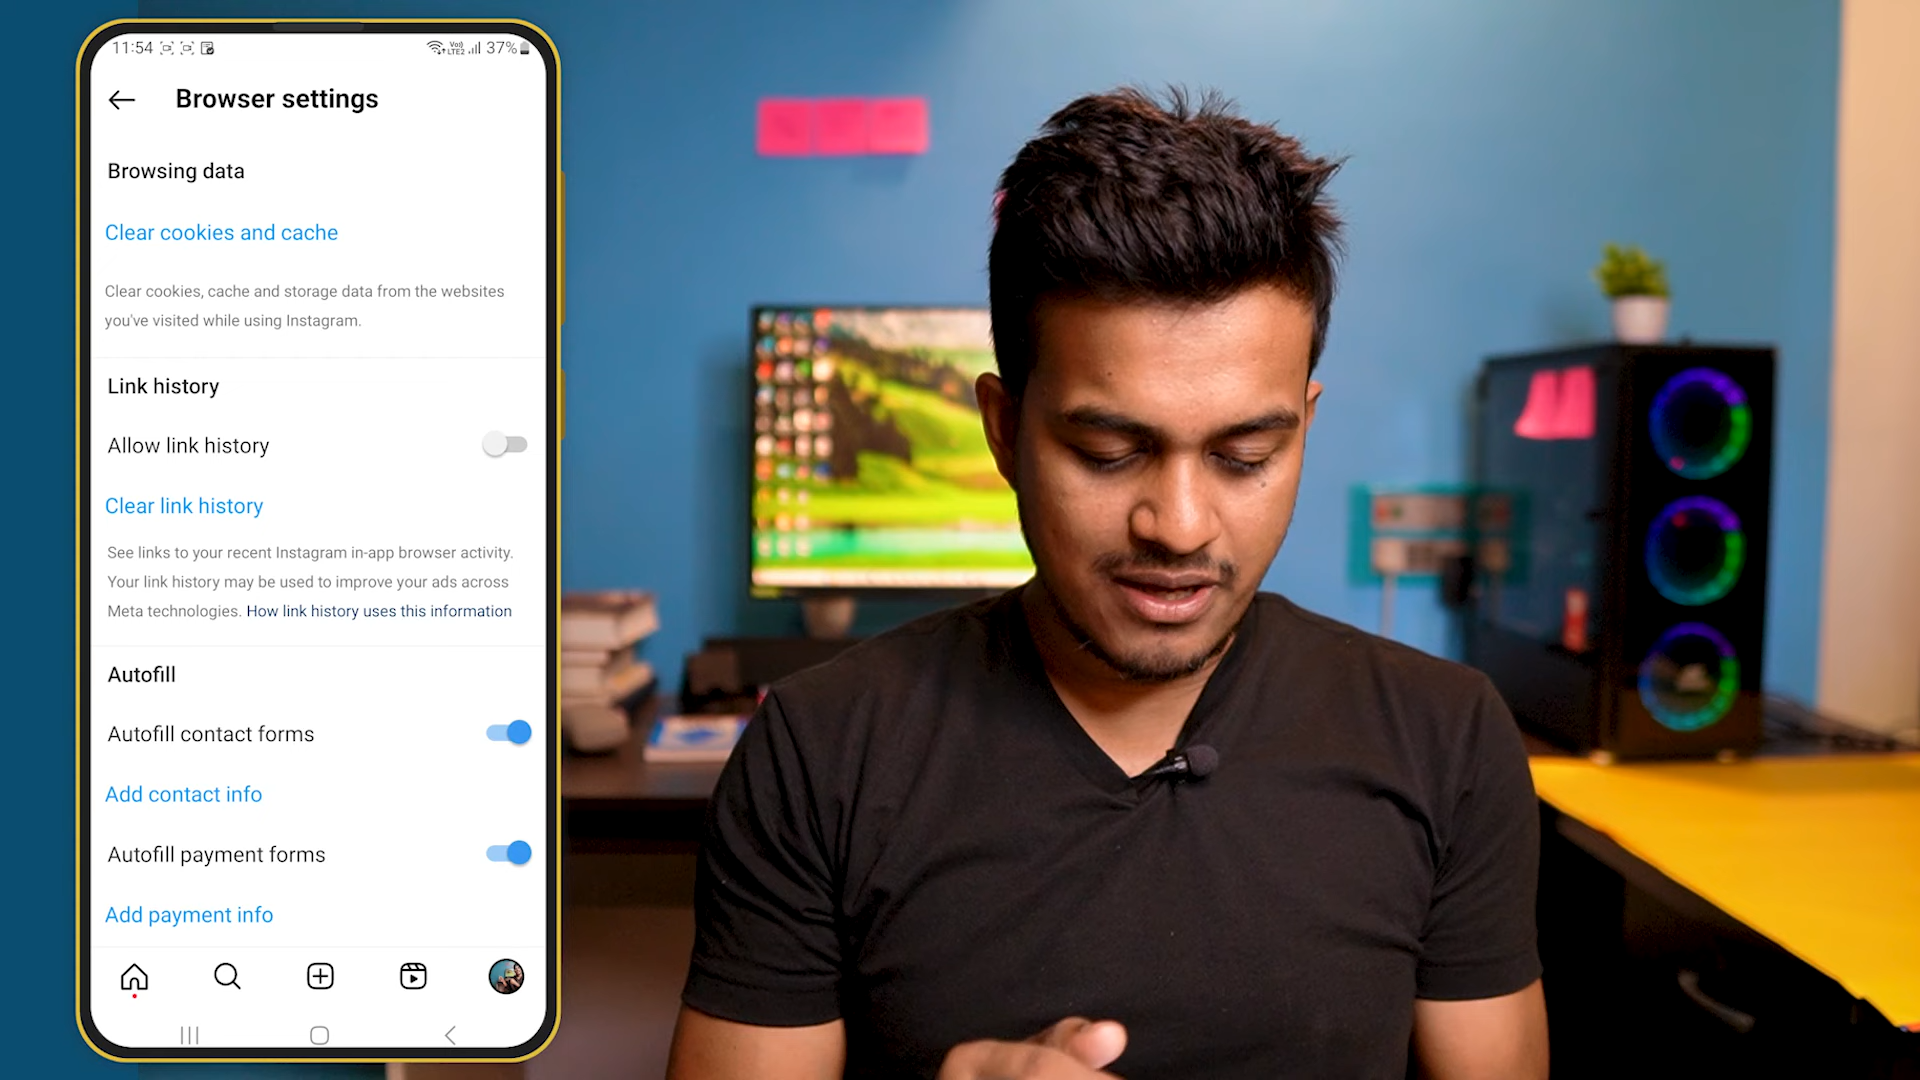 11:54
Vo)) LTE2 37%
Browser settings
Browsing data
Clear cookies and cache
Clear cookies, cache and storage data from the websites
you've visited while using Instagram.
Link history
Allow link history
Clear link history
See links to your recent Instagram in-app browser activity.
Your link history may be used to improve your ads across
Meta technologies. How link history uses this information
Autofill
Autofill contact forms
Add contact info
Autofill payment forms
Add payment info